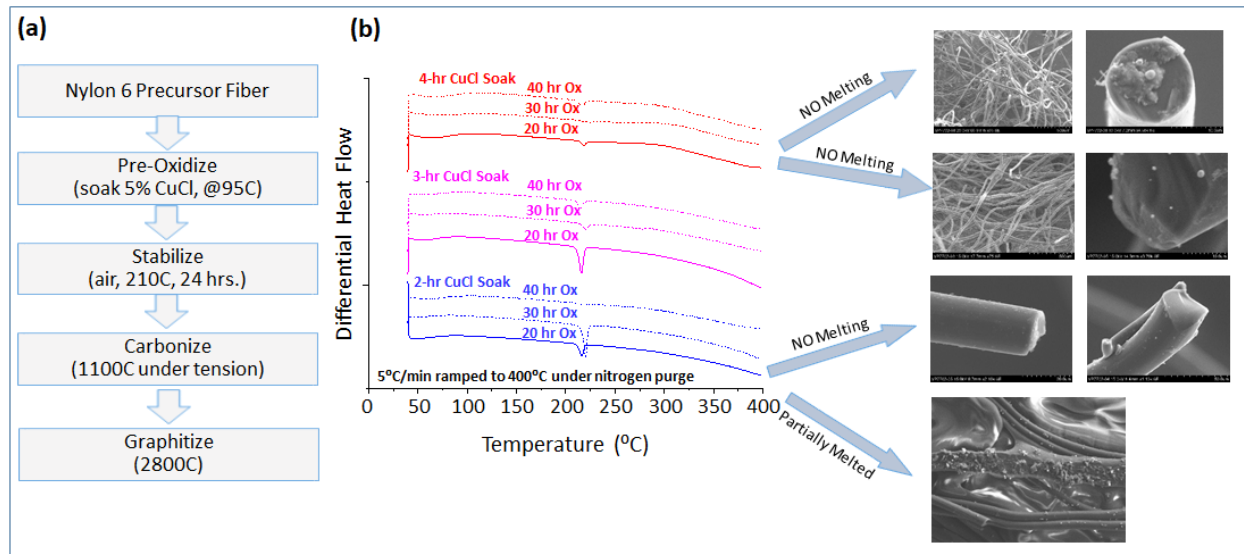 (a)
Nylon 6 Precursor Fiber
Pre-Oxidize
(soak 5% CuCl, @95C)
Stabilize
(air, 210C, 24 hrs.)
Carbonize
(1100C under tension)
Graphitize
(2800C)
(b)
Differential Heat Flow
4-hr CuCl Soak
40 hr Ox
30 hr Ox
20 hr Ox
3-hr CuCl Soak
40 hr Ox
30 hr Ox
20 hr Ox
2-hr CuCl Soak
40 hr Ox
30 hr Ox
20 hr Ox
5ºC/min ramped to 400ºC under nitrogen purge
0 50 100 150 200 250 300 350 400
Temperature (ºC)
NO Melting
NO Melting
NO Melting
Partially Melted